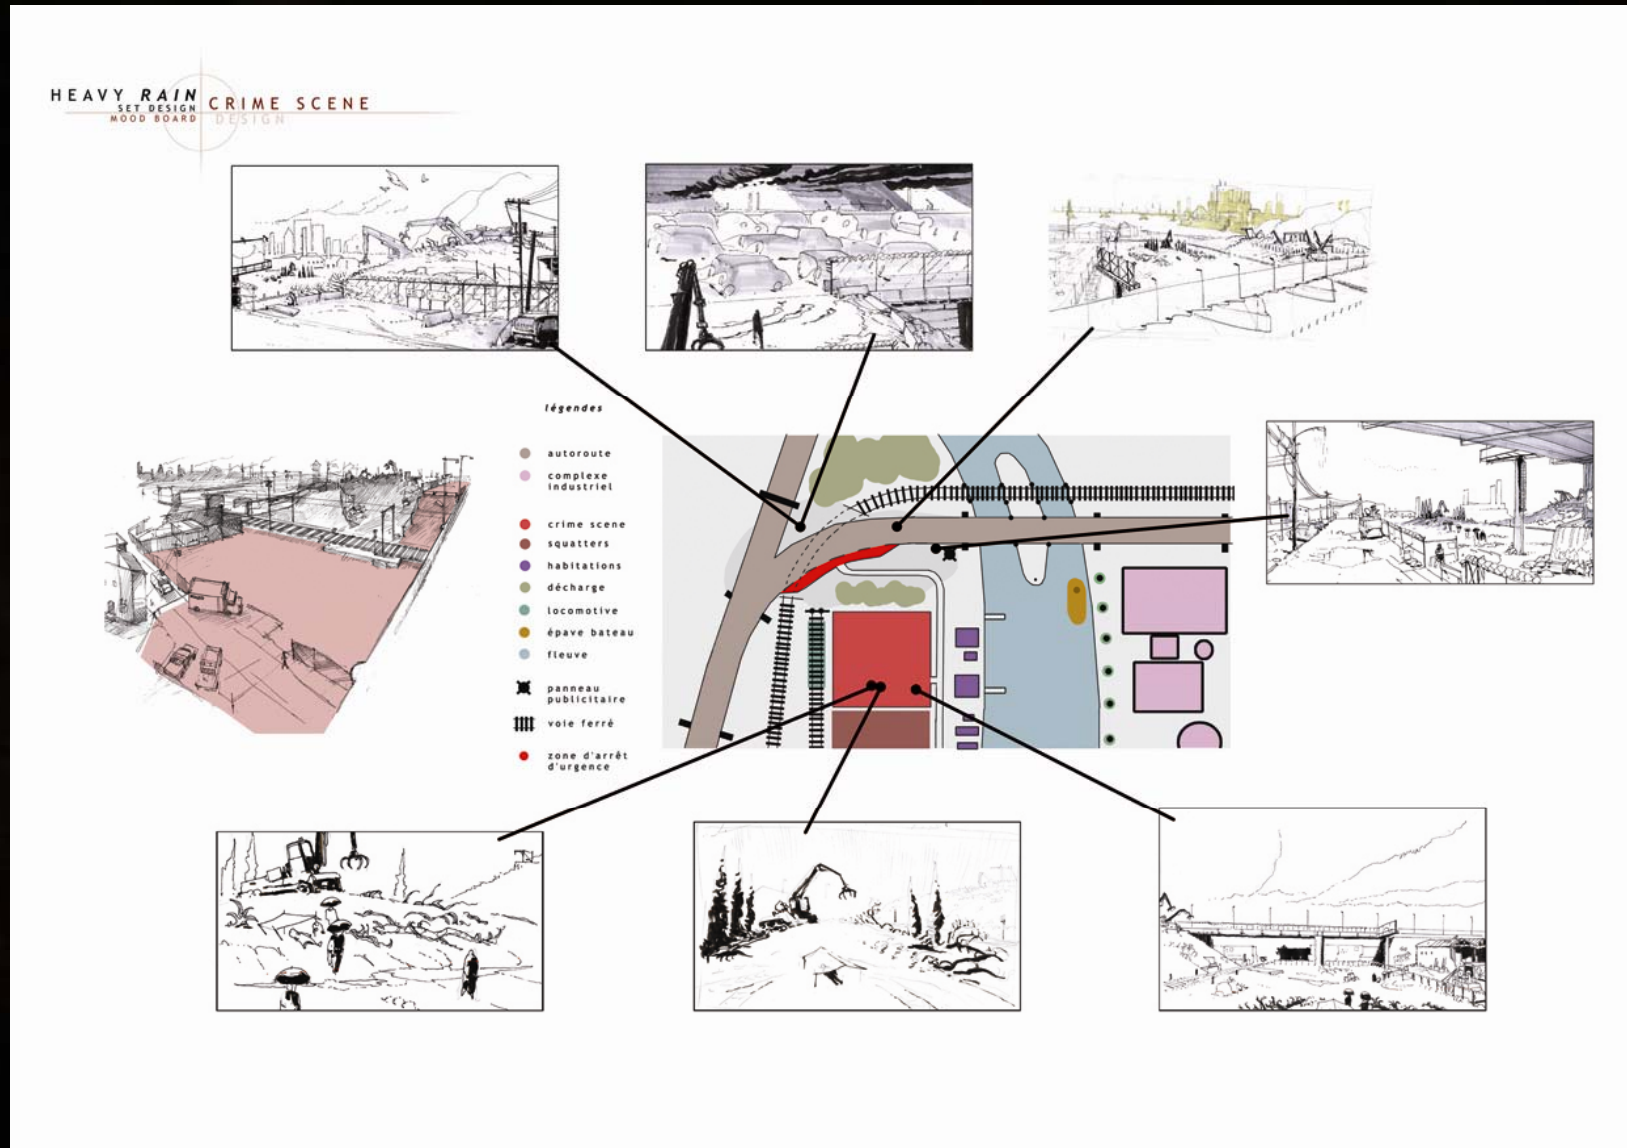 HEAVY RAIN
SET DESIGN
MOOD BOARD
CRIME SCENE
DESIGN
légendes
autoroute
complexe
industriel
crime scene
squatters
habitations
décharge
locomotive
épave bateau
fleuve
panneau
publicitaire
voie ferré
zone d'arrêt
d'urgence